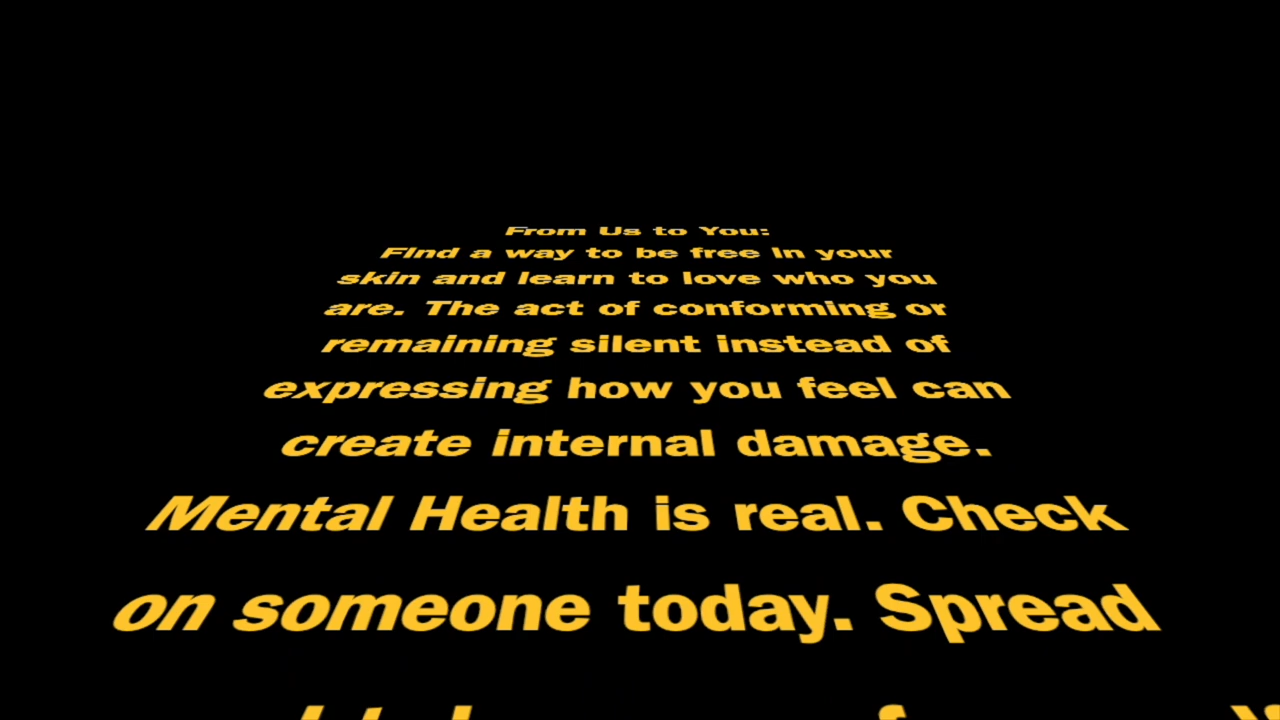 From Us to You:
Find a way to be free in your
skin and learn to love who you
are. The act of conforming or
remaining silent instead of
expressing how you feel can
create internal damage.
Mental Health is real. Check
on someone today. Spread